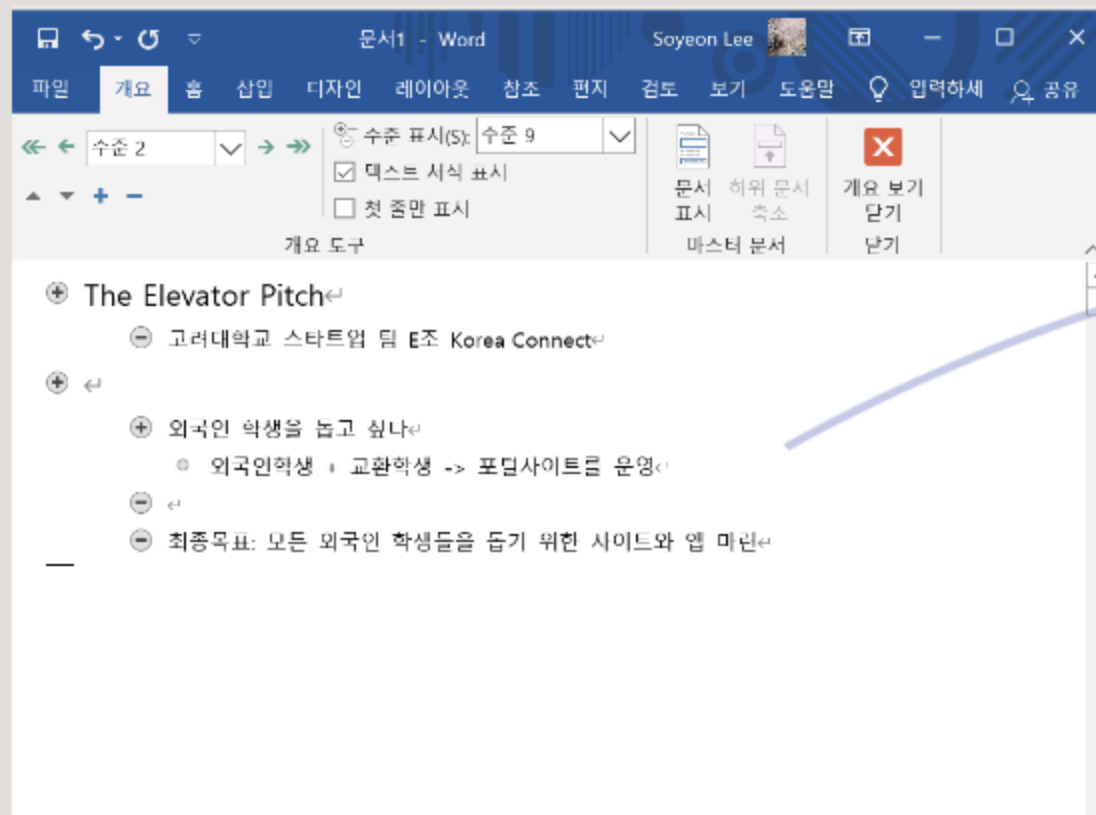 문서1 - Word
Soyeon Lee
파일 개요 홈 삽입 디자인 레이아웃 참조 편지 검토 보기 도움말 입력하세 공유
수준 2
수준 표시(S): 수준 9
텍스트 서식 표시
첫 줄만 표시
개요 도구
문서 표시
하위 문서 축소
마스터 문서
개요 보기 닫기
닫기
The Elevator Pitch
고려대학교 스타트업 팀 E조 Korea Connect
외국인 학생을 돕고 싶다
외국인학생 + 교환학생 -> 포털사이트를 운영
최종목표: 모든 외국인 학생들을 돕기 위한 사이트와 앱 마련